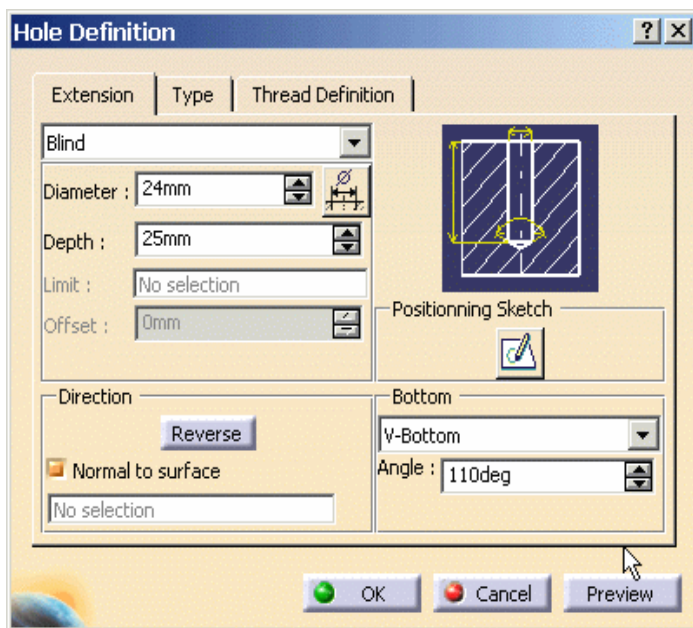 Hole Definition
Extension Type Thread Definition
Blind
Diameter : 24mm
Depth : 25mm
Limit : No selection
Offset : 0mm
Positionning Sketch
Direction
Reverse
Normal to surface
No selection
Bottom
V-Bottom
Angle : 110deg
OK Cancel Preview